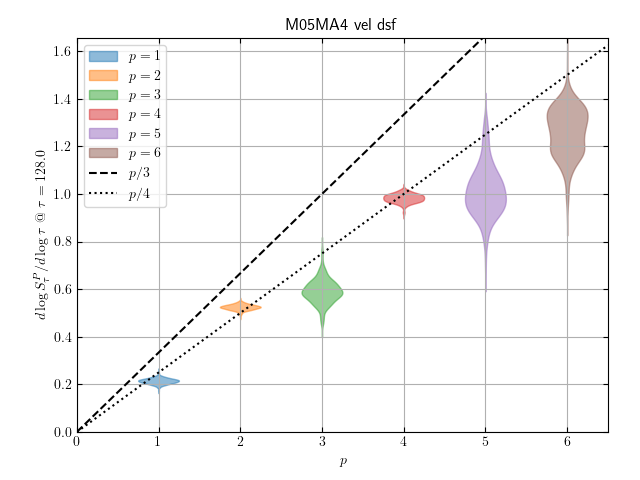 M05MA4 vel dsf
d log S_τ^P / d log τ @ τ = 128.0
1.6
1.4
1.2
1.0
0.8
0.6
0.4
0.2
0.0
p = 1
p = 2
p = 3
p = 4
p = 5
p = 6
p/3
p/4
0 1 2 3 4 5 6
p